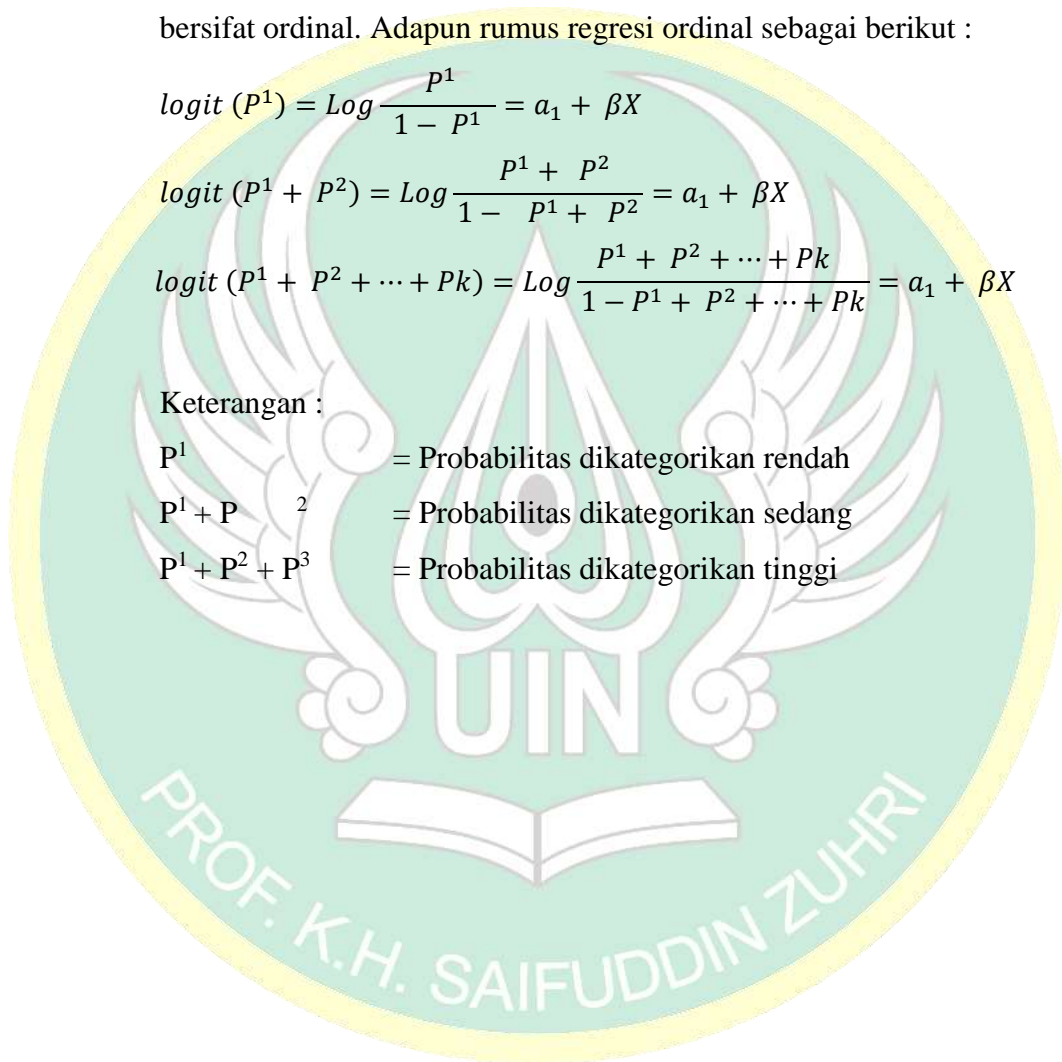 bersifat ordinal. Adapun rumus regresi ordinal sebagai berikut :
logit (P¹) = Log P¹ / 1 − P¹ = a₁ + βX
logit (P¹ + P²) = Log P¹ + P² / 1 − P¹ + P² = a₁ + βX
logit (P¹ + P² + ⋯ + Pk) = Log P¹ + P² + ⋯ + Pk / 1 − P¹ + P² + ⋯ + Pk = a₁ + βX
Keterangan :
P¹ = Probabilitas dikategorikan rendah
P¹ + P ² = Probabilitas dikategorikan sedang
P¹ + P² + P³ = Probabilitas dikategorikan tinggi
UIN
PROF. K.H. SAIFUDDIN ZUHRI